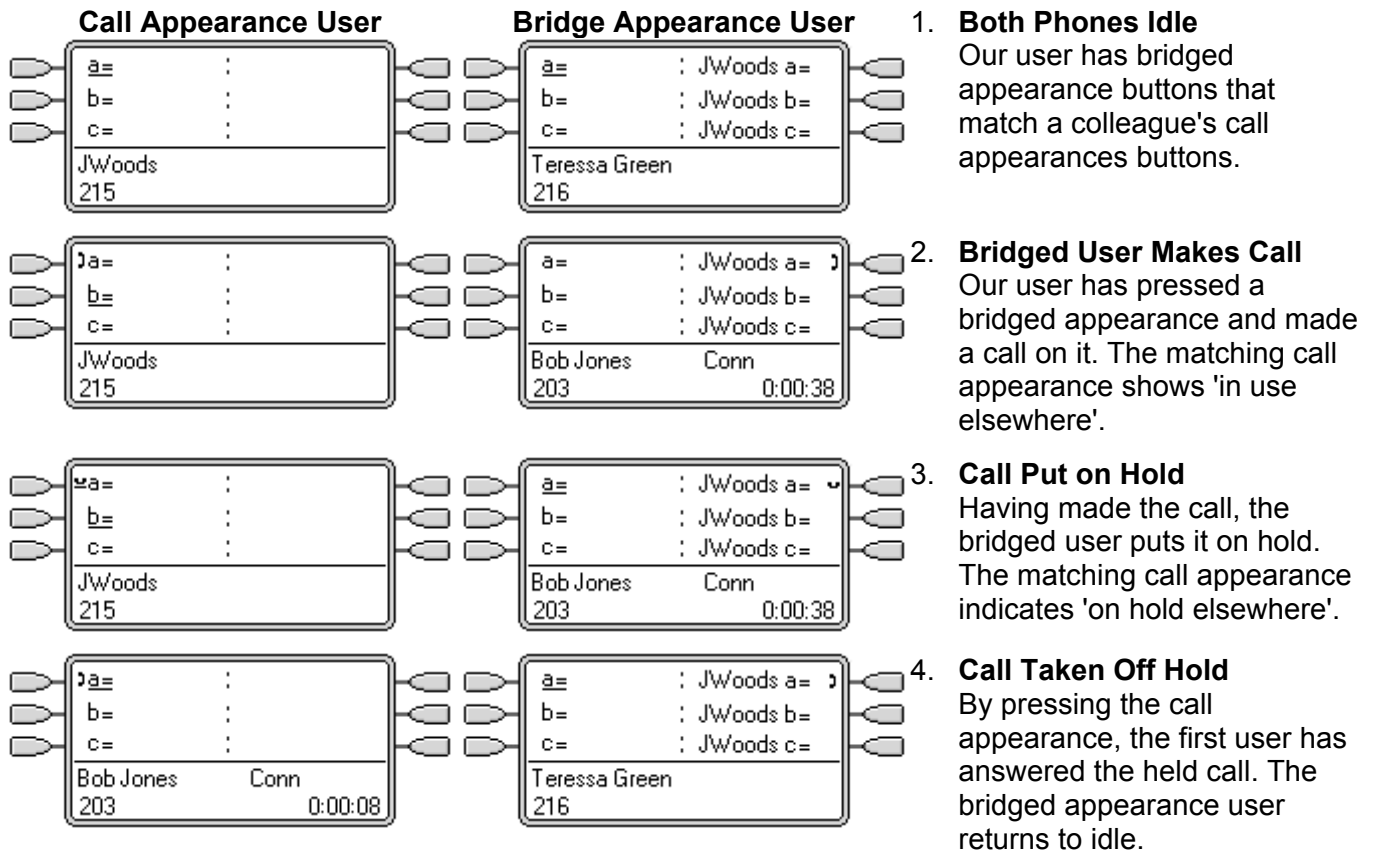 Call Appearance User
Bridge Appearance User
a= :
b= :
c= :
JWoods
215
a= : JWoods a=
b= : JWoods b=
c= : JWoods c=
Teressa Green
216
1. Both Phones Idle
Our user has bridged
appearance buttons that
match a colleague's call
appearances buttons.
a= :
b= :
c= :
JWoods
215
a= : JWoods a=
b= : JWoods b=
c= : JWoods c=
Bob Jones Conn
203 0:00:38
2. Bridged User Makes Call
Our user has pressed a
bridged appearance and made
a call on it. The matching call
appearance shows 'in use
elsewhere'.
a= :
b= :
c= :
JWoods
215
a= : JWoods a=
b= : JWoods b=
c= : JWoods c=
Bob Jones Conn
203 0:00:38
3. Call Put on Hold
Having made the call, the
bridged user puts it on hold.
The matching call appearance
indicates 'on hold elsewhere'.
a= :
b= :
c= :
Bob Jones Conn
203 0:00:08
a= : JWoods a=
b= : JWoods b=
c= : JWoods c=
Teressa Green
216
4. Call Taken Off Hold
By pressing the call
appearance, the first user has
answered the held call. The
bridged appearance user
returns to idle.